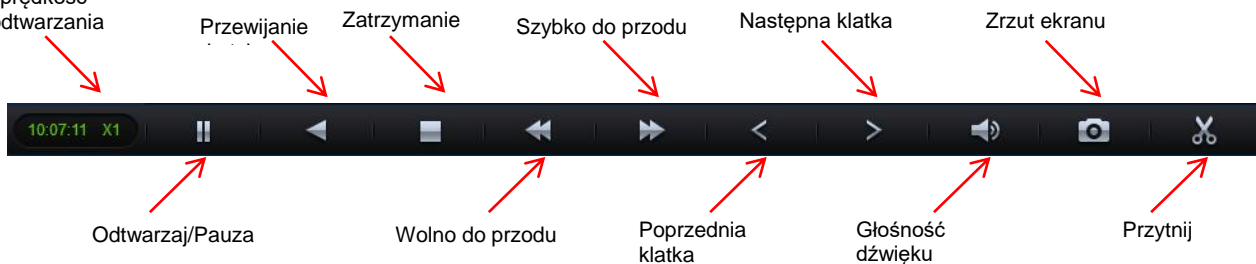 prędkość
odtwarzania
Przewijanie
Zatrzymanie
Szybko do przodu
Następna klatka
Zrzut ekranu
10:07:11 X1
Odtwarzaj/Pauza
Wolno do przodu
Poprzednia
klatka
Głośność
dźwięku
Przytnij